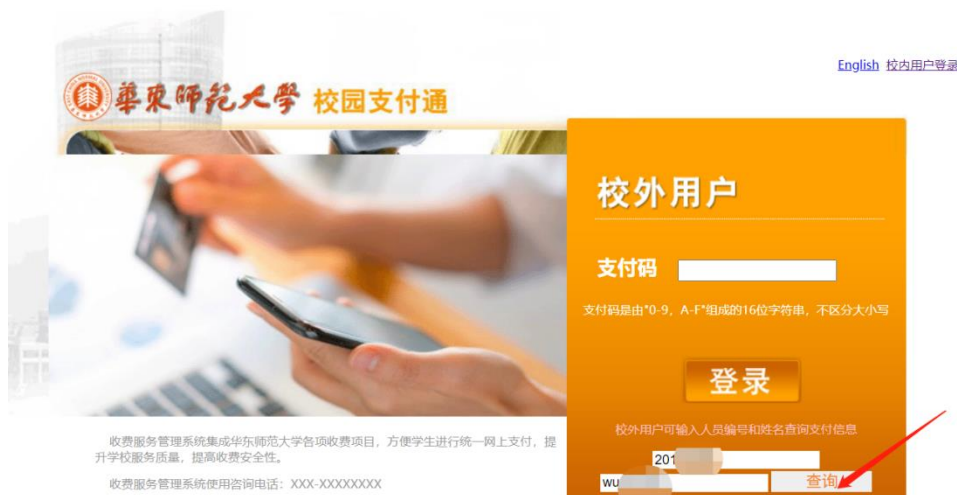 English 校内用户登录
華東師範大學 校园支付通
校外用户
支付码
支付码是由"0-9，A-F"组成的16位字符串，不区分大小写
登录
校外用户可输入人员编号和姓名查询支付信息
201
wu
查询
收费服务管理系统集成华东师范大学各项收费项目，方便学生进行统一网上支付，提
升学校服务质量，提高收费安全性。
收费服务管理系统使用咨询电话：XXX-XXXXXXXX